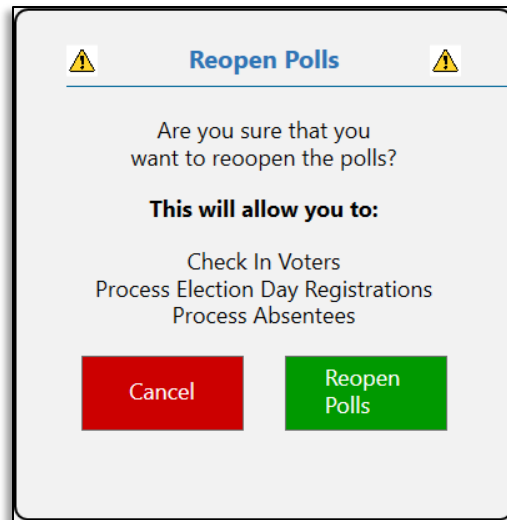 Reopen Polls
Are you sure that you
want to reoopen the polls?
This will allow you to:
Check In Voters
Process Election Day Registrations
Process Absentees
Cancel
Reopen
Polls